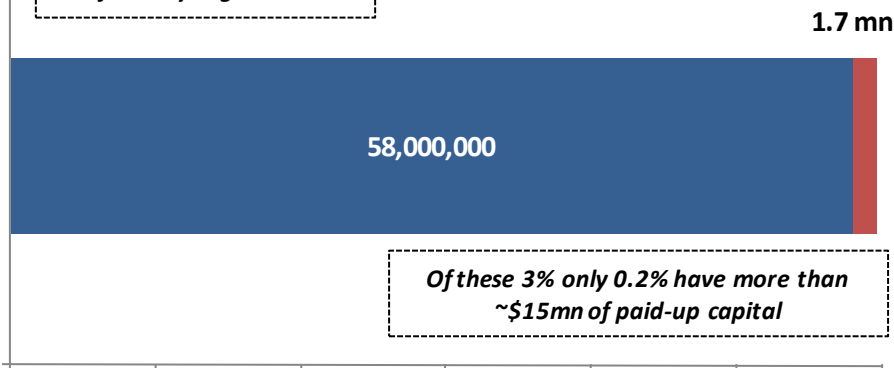 1.7 mn
58,000,000
Of these 3% only 0.2% have more than
~$15mn of paid-up capital